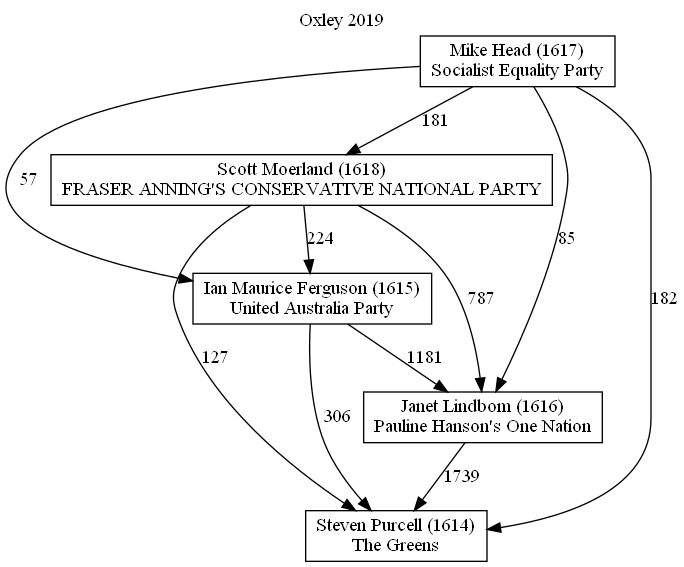 Oxley 2019
Mike Head (1617)
Socialist Equality Party
181
Scott Moerland (1618)
FRASER ANNING'S CONSERVATIVE NATIONAL PARTY
57
224
85
Ian Maurice Ferguson (1615)
United Australia Party
787
182
127
1181
Janet Lindbom (1616)
Pauline Hanson's One Nation
306
1739
Steven Purcell (1614)
The Greens